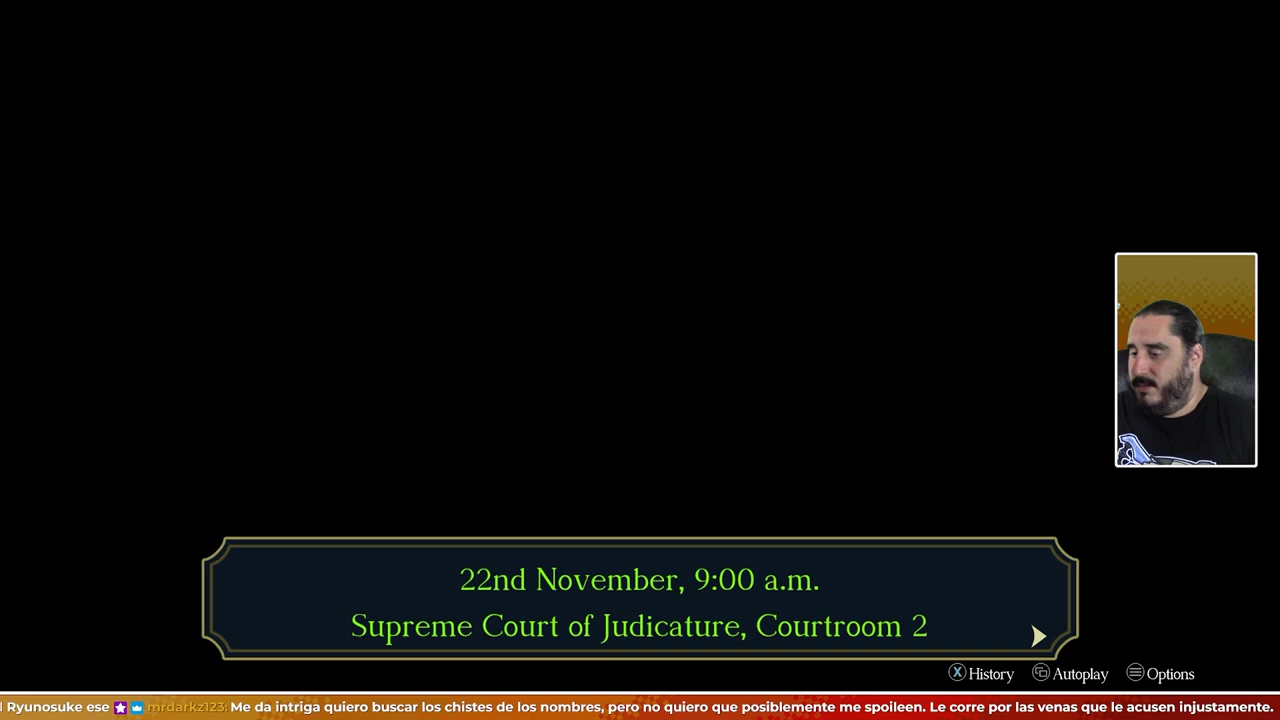 22nd November, 9:00 a.m.
Supreme Court of Judicature, Courtroom 2
X History Autoplay Options
l Ryunosuke ese mrdarkz123: Me da intriga quiero buscar los chistes de los nombres, pero no quiero que posiblemente me spoileen. Le corre por las venas que le acusen injustamente.